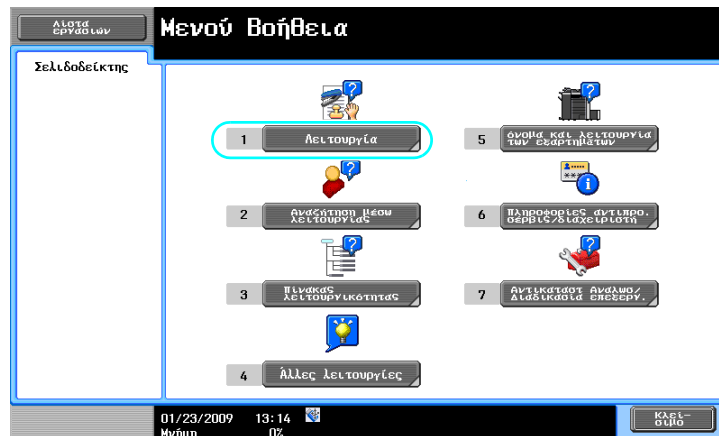 Λίστα
εργασιών
Μενού Βοήθεια
Σελιδοδείκτης
1 Λειτουργία
5 όνομα και λειτουργία
των εξαρτημάτων
2 Αναζήτηση μέσω
λειτουργίας
6 Πληροφορίες αντιπρο.
σέρβις/διαχειριστή
3 Πίνακας
λειτουργικότητας
7 Αντικαταστ Αναλωσ/
Διαδικασία επεξεργ.
4 Άλλες λειτουργίες
01/23/2009 13:14
Μνήμη 0%
Κλεί-
σιμο